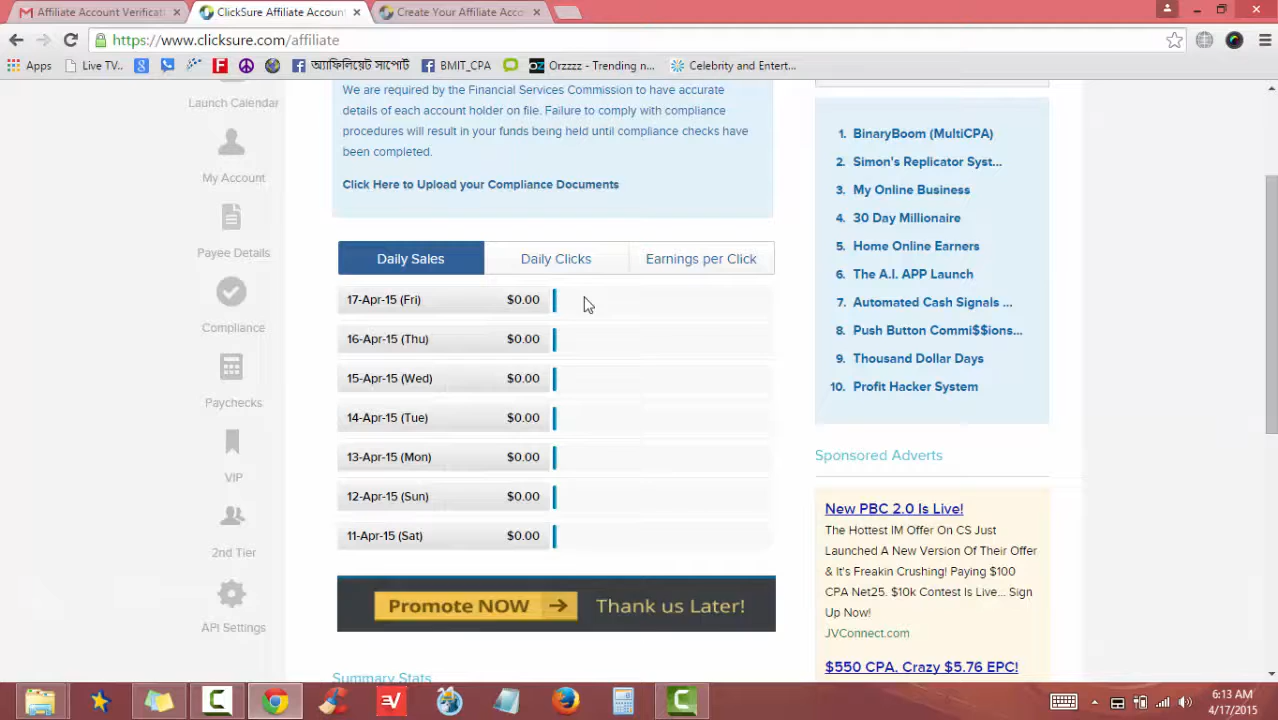 Affiliate Account Verificati
ClickSure Affiliate Account
Create Your Affiliate Acco
https://www.clicksure.com/affiliate
Apps
Live TV..
BMIT_CPA
Orzzzz - Trending n...
Celebrity and Entert...
অ্যাফিলিয়েট সাপোর্ট
Launch Calendar
My Account
Payee Details
Compliance
Paychecks
VIP
2nd Tier
API Settings
We are required by the Financial Services Commission to have accurate
details of each account holder on file. Failure to comply with compliance
procedures will result in your funds being held until compliance checks have
been completed.
Click Here to Upload your Compliance Documents
Daily Sales
Daily Clicks
Earnings per Click
17-Apr-15 (Fri) $0.00
16-Apr-15 (Thu) $0.00
15-Apr-15 (Wed) $0.00
14-Apr-15 (Tue) $0.00
13-Apr-15 (Mon) $0.00
12-Apr-15 (Sun) $0.00
11-Apr-15 (Sat) $0.00
Promote NOW Thank us Later!
Summary Stats
1. BinaryBoom (MultiCPA)
2. Simon's Replicator Syst...
3. My Online Business
4. 30 Day Millionaire
5. Home Online Earners
6. The A.I. APP Launch
7. Automated Cash Signals ...
8. Push Button Commi$$ions...
9. Thousand Dollar Days
10. Profit Hacker System
Sponsored Adverts
New PBC 2.0 Is Live!
The Hottest IM Offer On CS Just
Launched A New Version Of Their Offer
& It's Freakin Crushing! Paying $100
CPA Net25. $10k Contest Is Live... Sign
Up Now!
JVConnect.com
$550 CPA. Crazy $5.76 EPC!
6:13 AM
4/17/2015